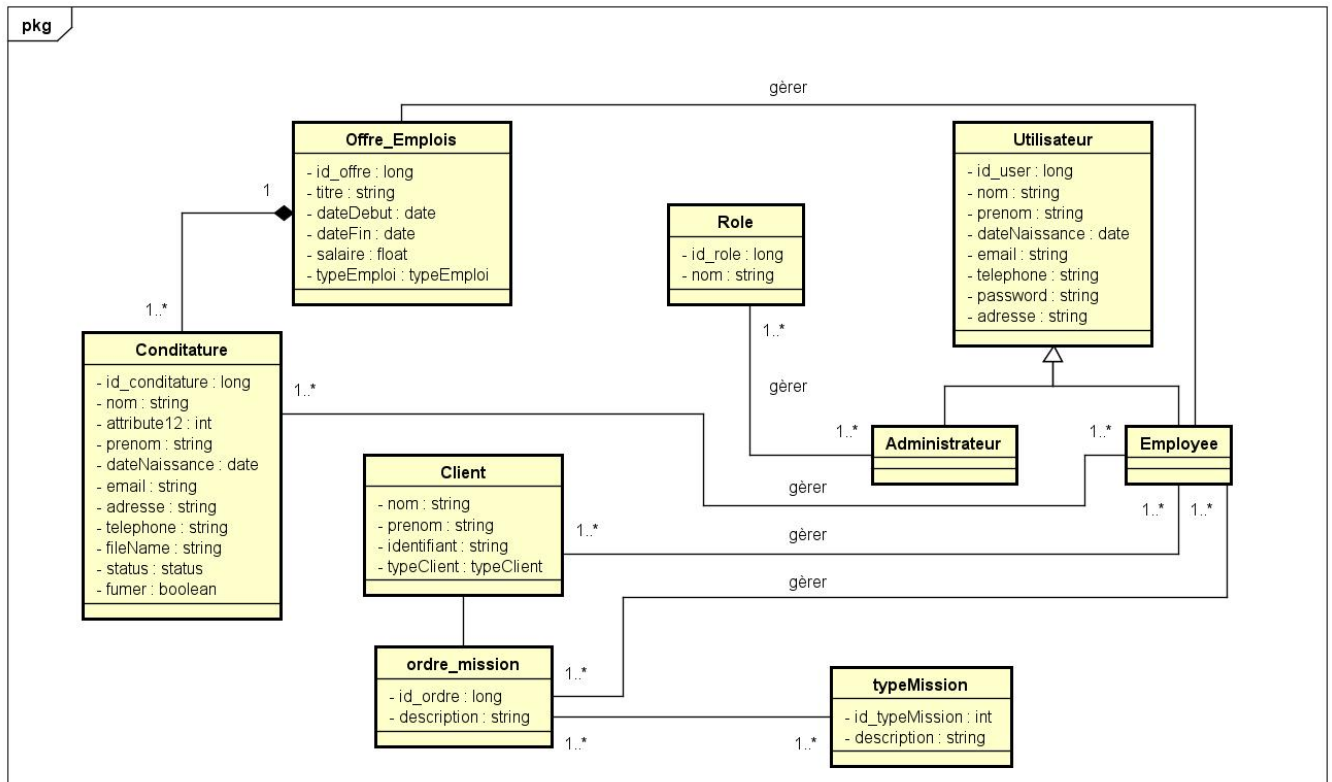 pkg
gèrer
Offre_Emplois
- id_offre : long
- titre : string
- dateDebut : date
- dateFin : date
- salaire : float
- typeEmploi : typeEmploi
Utilisateur
- id_user : long
- nom : string
- prenom : string
- dateNaissance : date
- email : string
- telephone : string
- password : string
- adresse : string
1
Role
- id_role : long
- nom : string
1..*
1..*
gèrer
1..*
Conditature
- id_conditature : long
- nom : string
- attribute12 : int
- prenom : string
- dateNaissance : date
- email : string
- adresse : string
- telephone : string
- fileName : string
- status : status
- fumer : boolean
1..*
Administrateur
1..*
Employee
gèrer
Client
- nom : string
- prenom : string
- identifiant : string
- typeClient : typeClient
1..*
gèrer
1..*
1..*
gèrer
ordre_mission
- id_ordre : long
- description : string
1..*
1..*
1..*
typeMission
- id_typeMission : int
- description : string